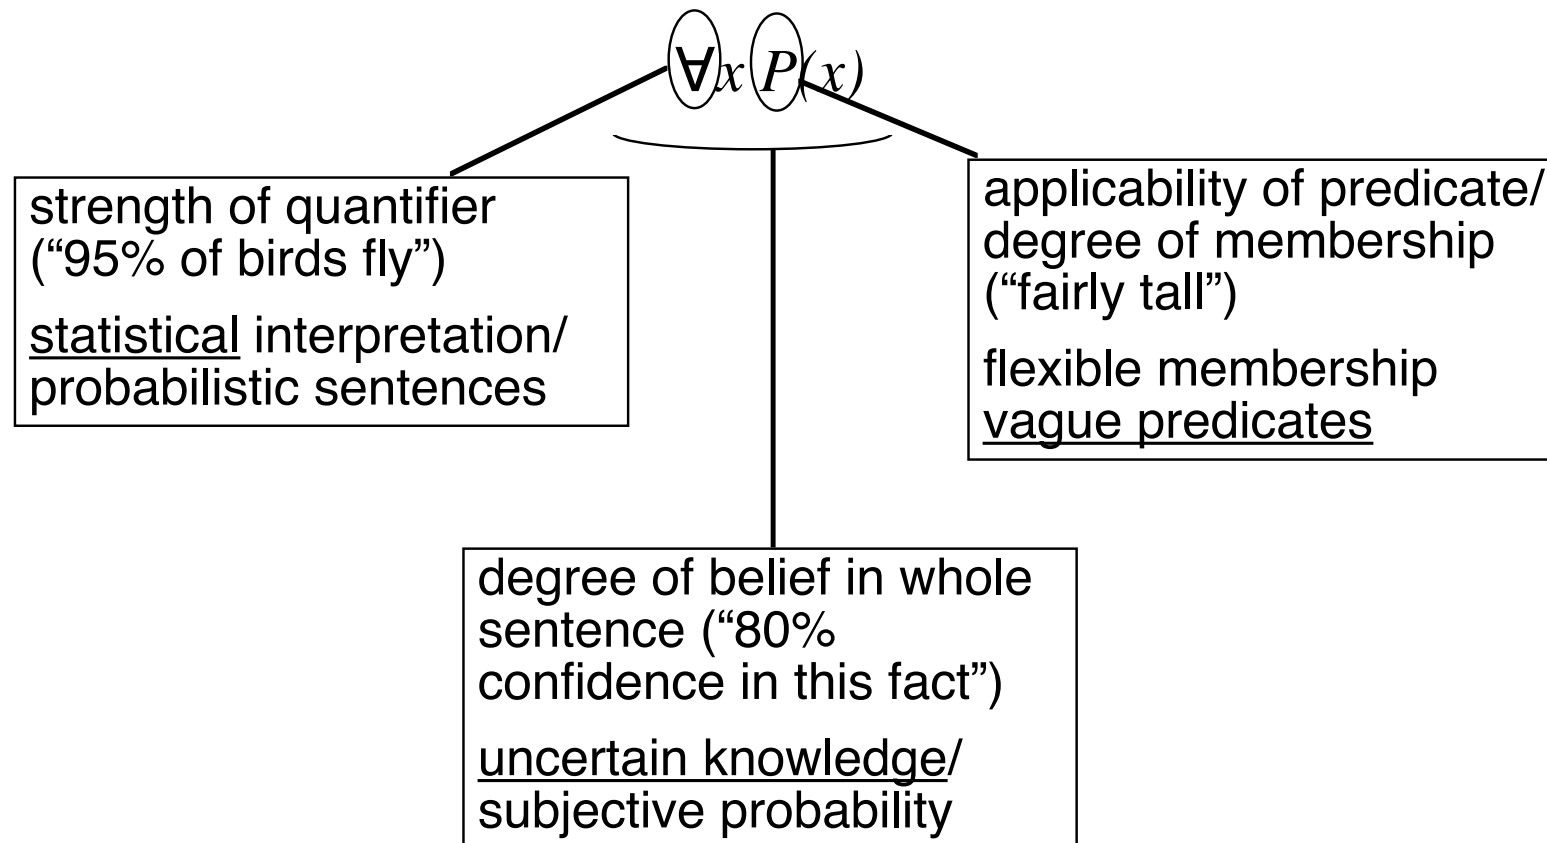 ∀x P(x)
strength of quantifier
(“95% of birds fly”)
statistical interpretation/
probabilistic sentences
applicability of predicate/
degree of membership
(“fairly tall”)
flexible membership
vague predicates
degree of belief in whole
sentence (“80%
confidence in this fact”)
uncertain knowledge/
subjective probability